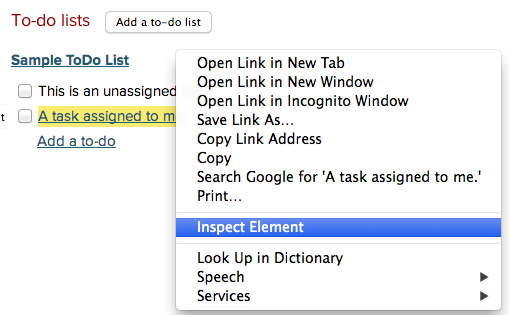 To-do lists Add a to-do list
Sample ToDo List
This is an unassigned
t A task assigned to me
Add a to-do
Open Link in New Tab
Open Link in New Window
Open Link in Incognito Window
Save Link As...
Copy Link Address
Copy
Search Google for 'A task assigned to me.'
Print...
Inspect Element
Look Up in Dictionary
Speech
Services